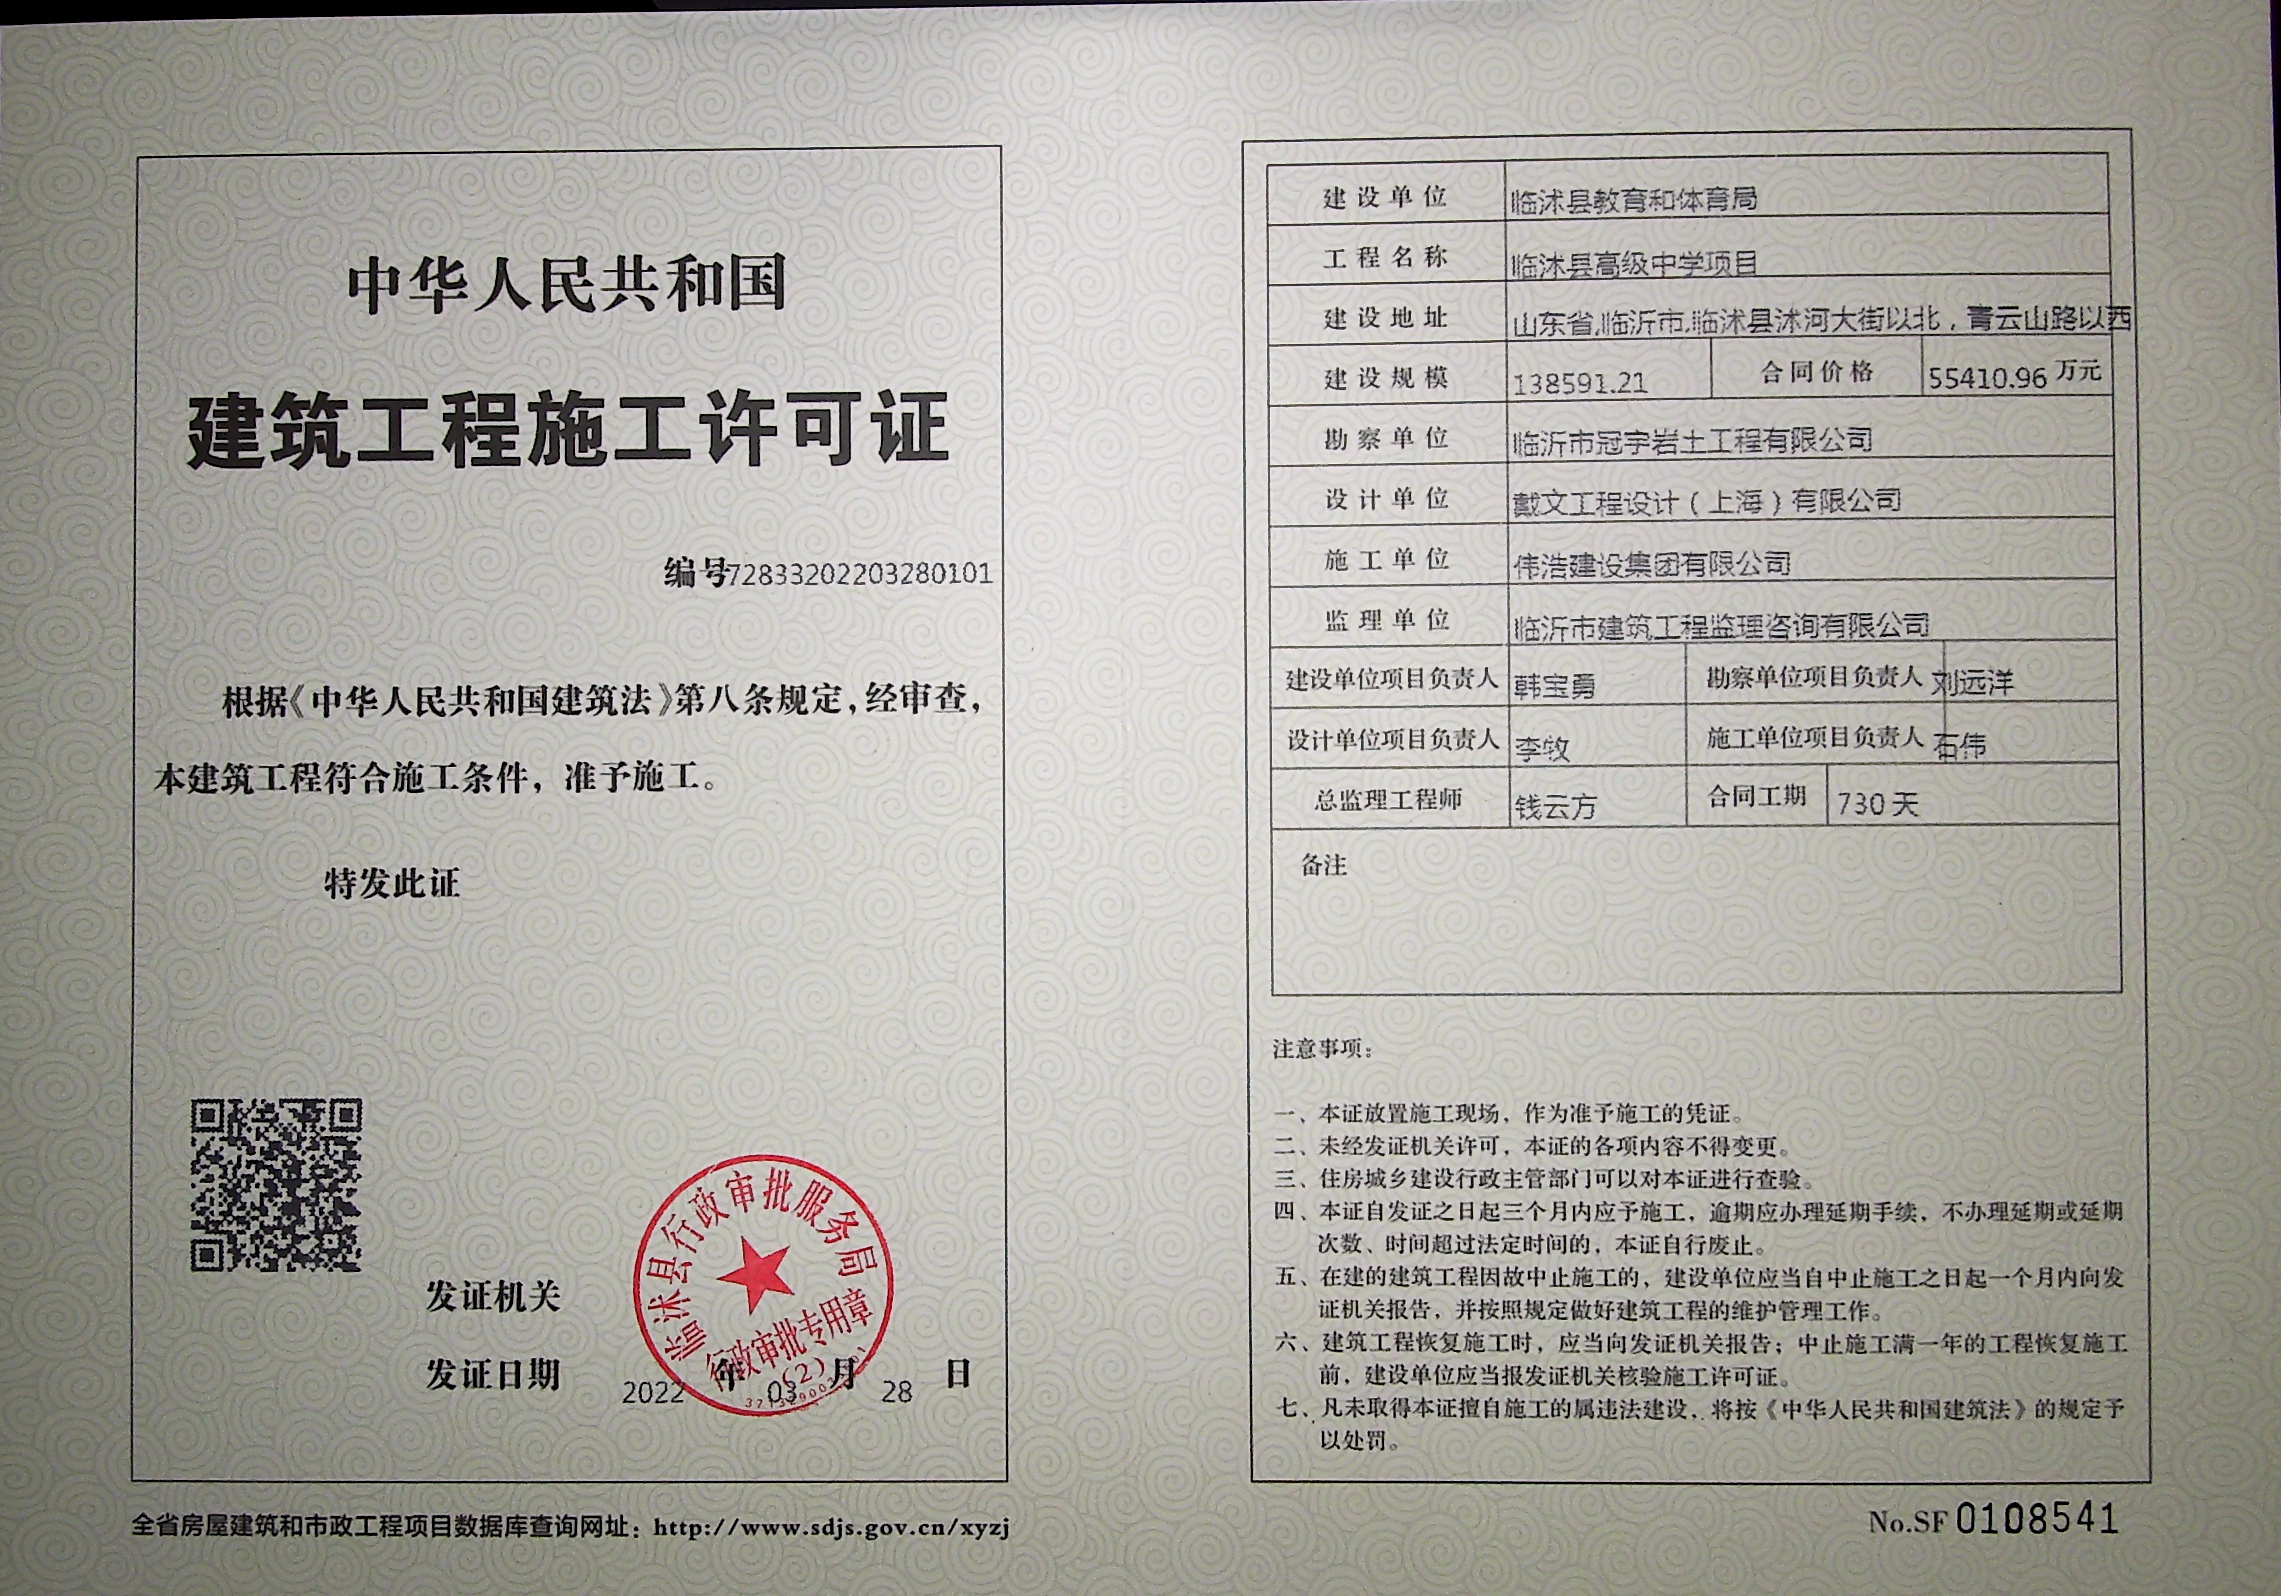 中华人民共和国
建筑工程施工许可证
编号72833202203280101
根据《中华人民共和国建筑法》第八条规定,经审查,
本建筑工程符合施工条件，准予施工。
特发此证
临沭县行政审批服务局
行政审批专用章
(2)
发证机关
发证日期 2022 年 03 月 28 日
全省房屋建筑和市政工程项目数据库查询网址：http://www.sdjs.gov.cn/xyzj
建设单位 临沭县教育和体育局
工程名称 临沭县高级中学项目
建设地址 山东省,临沂市,临沭县沭河大街以北，青云山路以西
建设规模 138591.21 合同价格 55410.96 万元
勘察单位 临沂市冠宇岩土工程有限公司
设计单位 戴文工程设计（上海）有限公司
施工单位 伟浩建设集团有限公司
监理单位 临沂市建筑工程监理咨询有限公司
建设单位项目负责人 韩宝勇 勘察单位项目负责人 刘远洋
设计单位项目负责人 李牧 施工单位项目负责人 石伟
总监理工程师 钱云方 合同工期 730 天
备注
注意事项：
一、本证放置施工现场，作为准予施工的凭证。
二、未经发证机关许可，本证的各项内容不得变更。
三、住房城乡建设行政主管部门可以对本证进行查验。
四、本证自发证之日起三个月内应予施工，逾期应办理延期手续，不办理延期或延期
次数、时间超过法定时间的，本证自行废止。
五、在建的建筑工程因故中止施工的，建设单位应当自中止施工之日起一个月内向发
证机关报告，并按照规定做好建筑工程的维护管理工作。
六、建筑工程恢复施工时，应当向发证机关报告；中止施工满一年的工程恢复施工
前，建设单位应当报发证机关核验施工许可证。
七、凡未取得本证擅自施工的属违法建设，将按《中华人民共和国建筑法》的规定予
以处罚。
No.SF 0108541